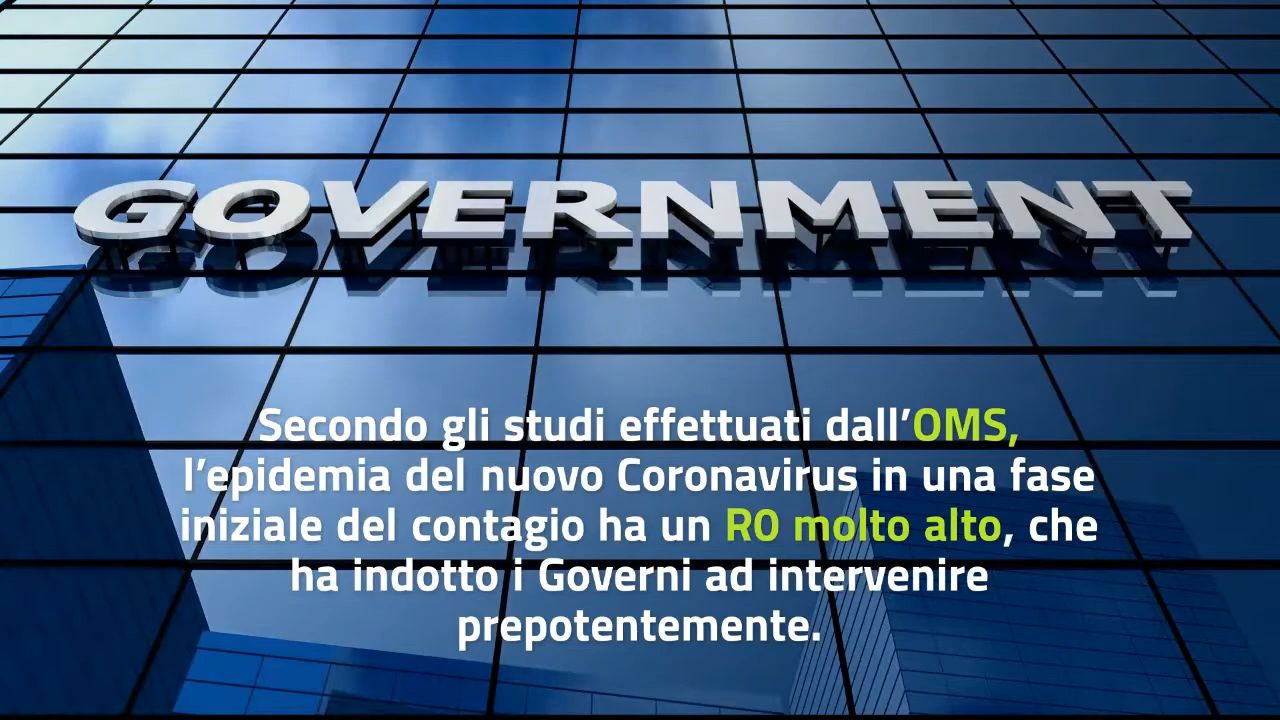 GOVERNMENT
Secondo gli studi effettuati dall’OMS,
l’epidemia del nuovo Coronavirus in una fase
iniziale del contagio ha un R0 molto alto, che
ha indotto i Governi ad intervenire
prepotentemente.